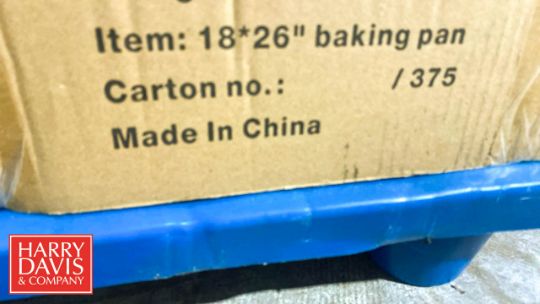 Item: 18*26" baking pan
Carton no.: / 375
Made In China
HARRY
DAVIS
& COMPANY